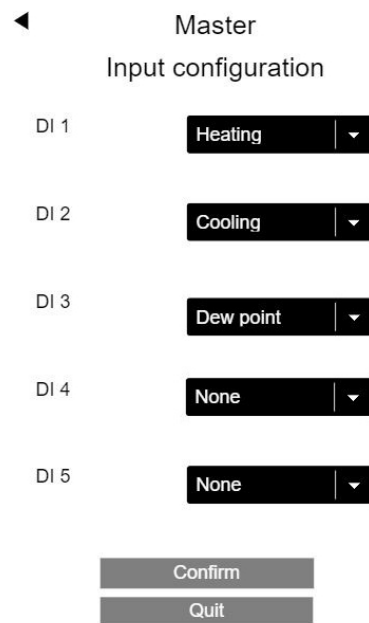 Master
Input configuration
DI 1 Heating
DI 2 Cooling
DI 3 Dew point
DI 4 None
DI 5 None
Confirm
Quit